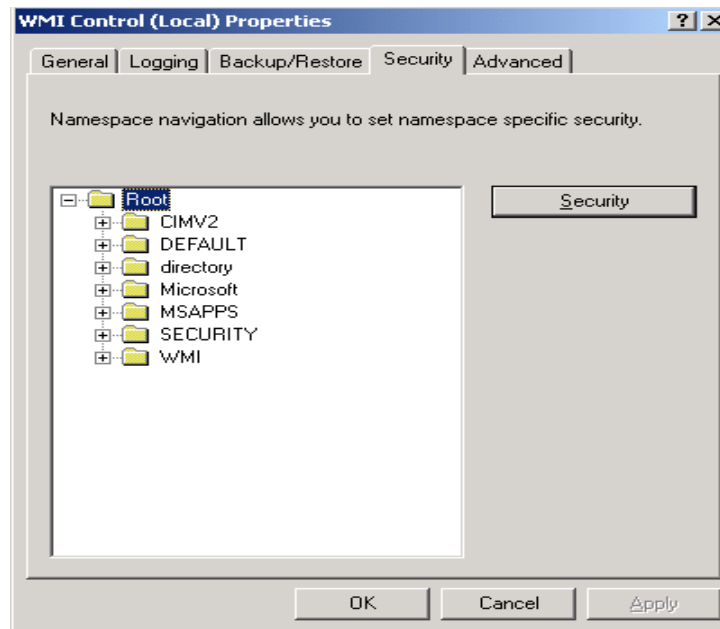 WMI Control (Local) Properties
General Logging Backup/Restore Security Advanced
Namespace navigation allows you to set namespace specific security.
Root
CIMV2
DEFAULT
directory
Microsoft
MSAPPS
SECURITY
WMI
Security
OK Cancel Apply